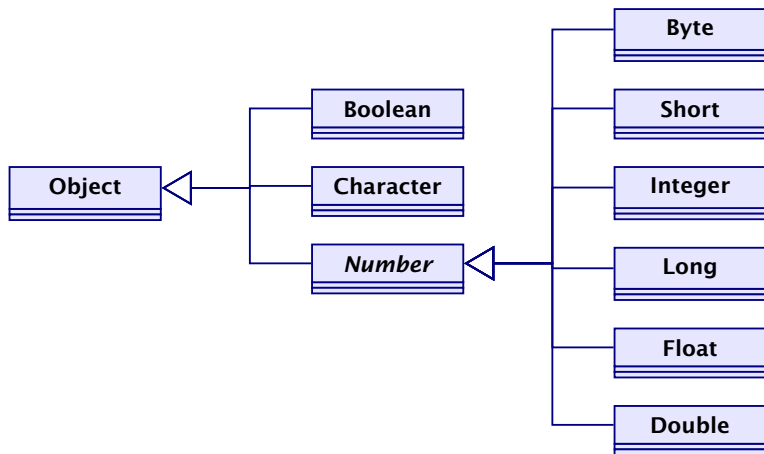 Object
Boolean
Character
Number
Byte
Short
Integer
Long
Float
Double